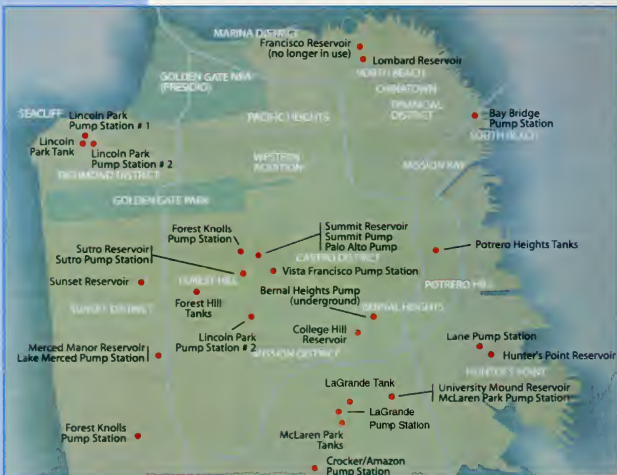 MARINA DISTRICT
Francisco Reservoir
(no longer in use)
Lombard Reservoir
NORTH BEACH
GOLDEN GATE NRA
(PRESIDIO)
CHINATOWN
FINANCIAL
DISTRICT
SEACLIFF
Lincoln Park
Pump Station # 1
PACIFIC HEIGHTS
Bay Bridge
Pump Station
SOUTH BEACH
Lincoln
Park Tank
Lincoln Park
Pump Station # 2
RICHMOND DISTRICT
WESTERN
ADDITION
MISSION BAY
GOLDEN GATE PARK
Forest Knolls
Pump Station
Summit Reservoir
Summit Pump
Palo Alto Pump
Sutro Reservoir
Sutro Pump Station
CASTRO DISTRICT
Potrero Heights Tanks
Vista Francisco Pump Station
Sunset Reservoir
FOREST HILL
Bernal Heights Pump
(underground)
POTRERO HILL
SUNSET DISTRICT
Forest Hill
Tanks
BERNAL HEIGHTS
Lincoln Park
Pump Station # 2
College Hill
Reservoir
Lane Pump Station
Merced Manor Reservoir
Lake Merced Pump Station
MISSION DISTRICT
Hunter's Point Reservoir
HUNTER'S POINT
LaGrande Tank
University Mound Reservoir
McLaren Park Pump Station
LaGrande
Pump Station
Forest Knolls
Pump Station
McLaren Park
Tanks
Crocker/Amazon
Pump Station